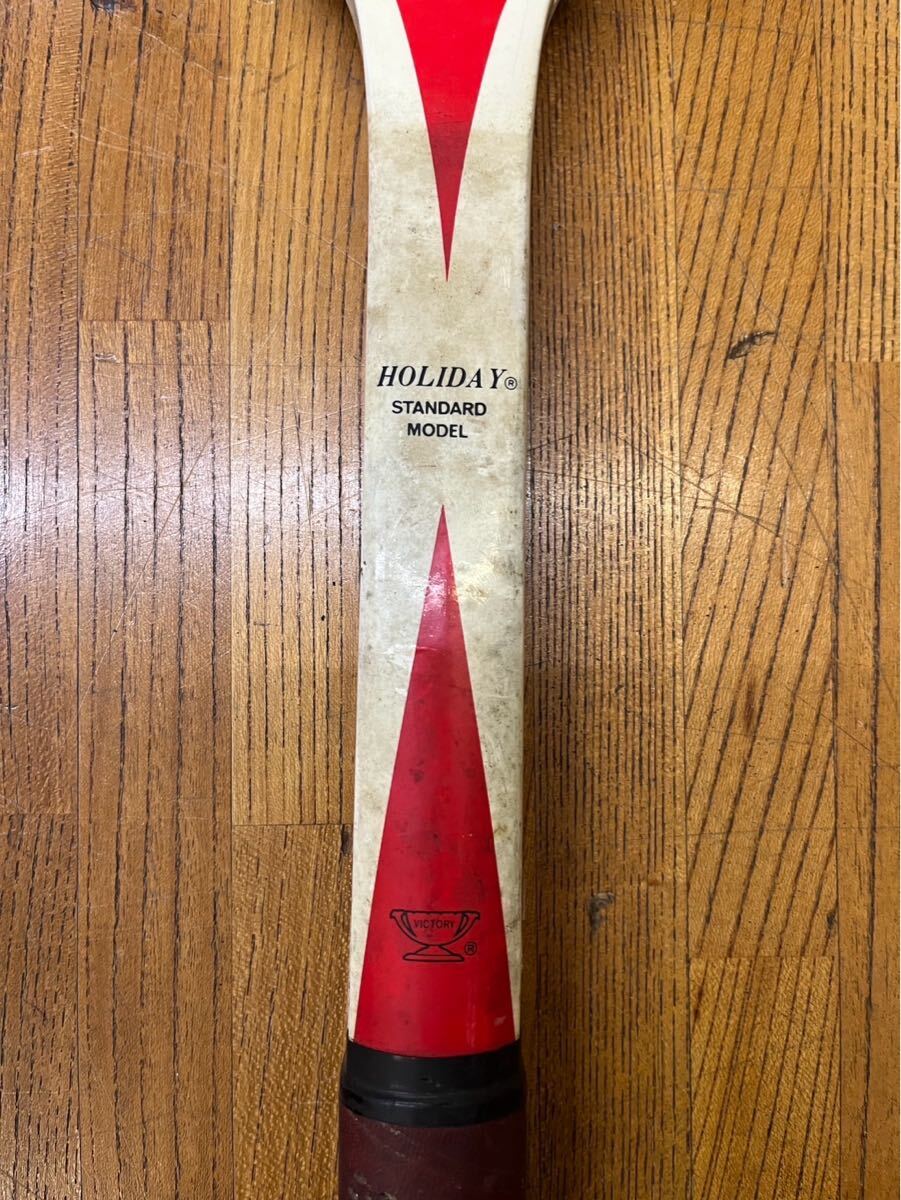 HOLIDAY®
STANDARD
MODEL
VICTORY
®